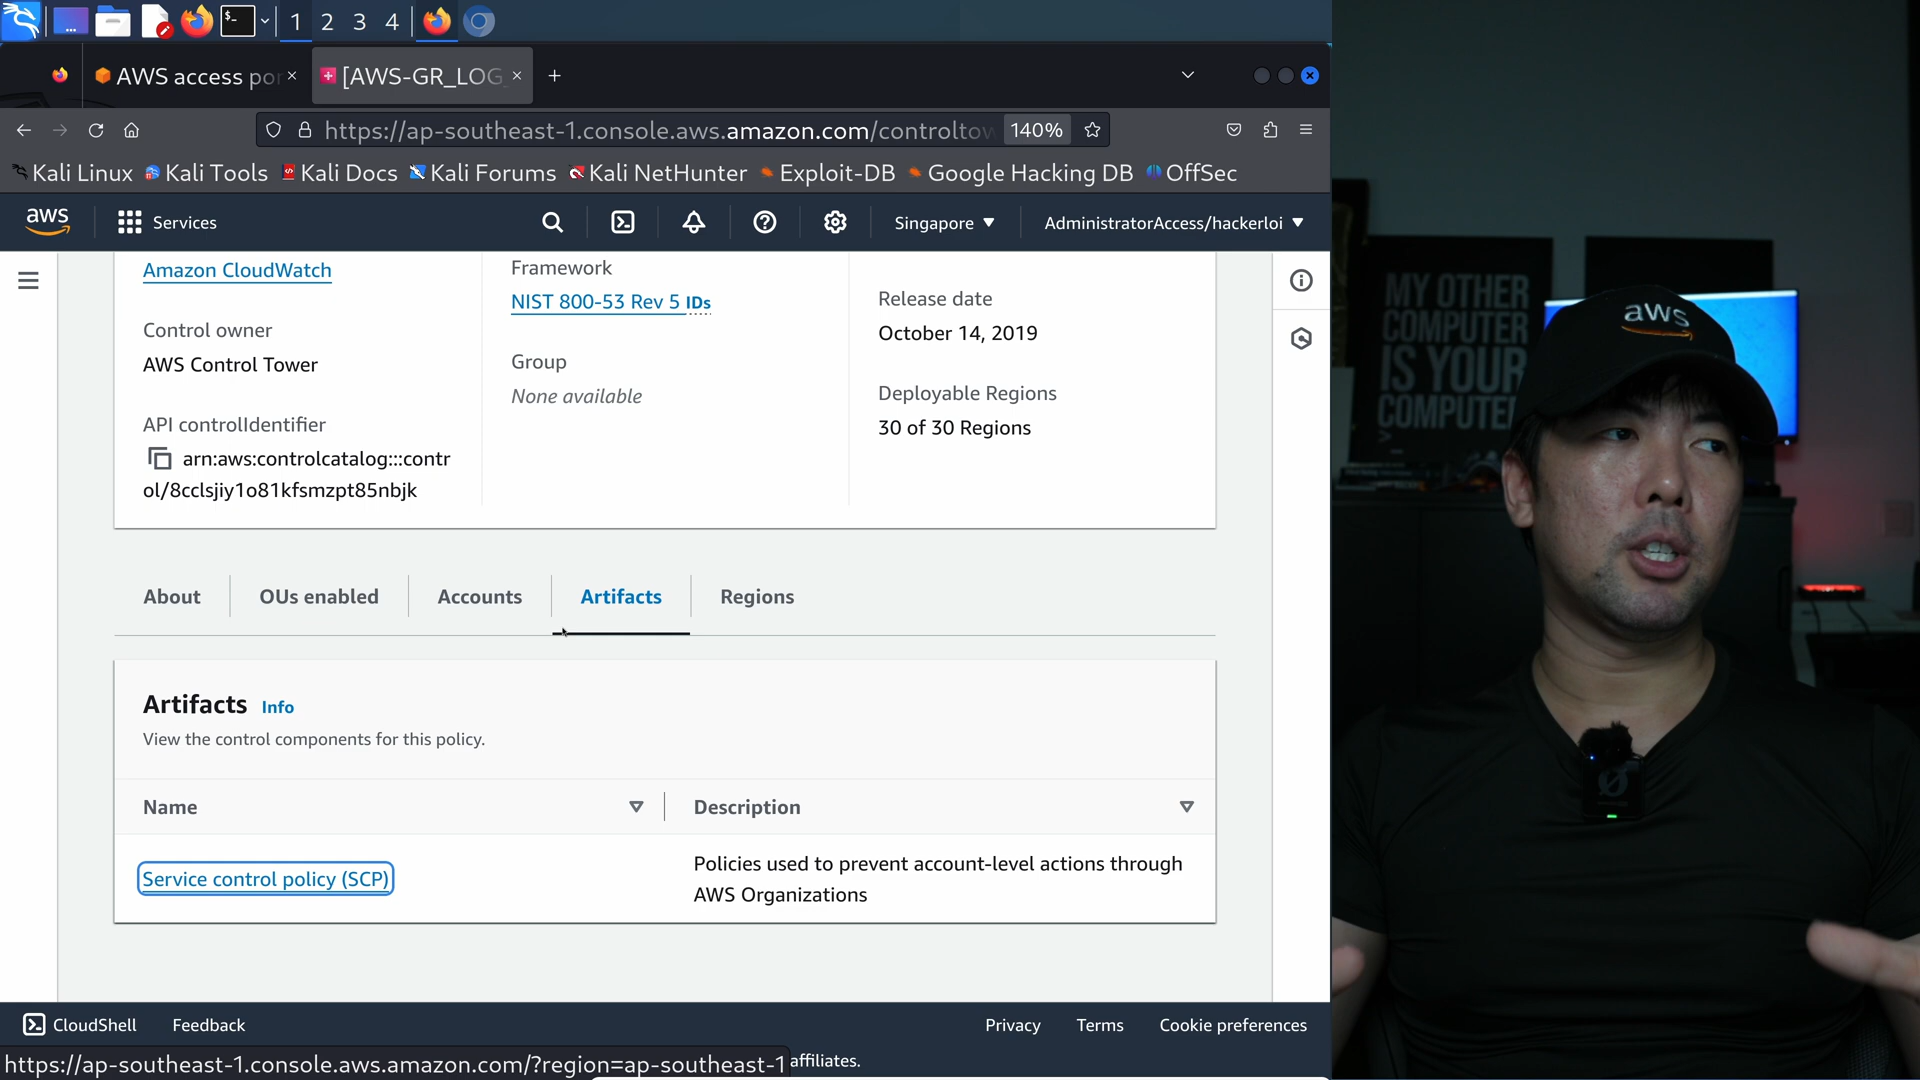 1 2 3 4
AWS access por
[AWS-GR_LOG_
https://ap-southeast-1.console.aws.amazon.com/controltow
140%
Kali Linux
Kali Tools
Kali Docs
Kali Forums
Kali NetHunter
Exploit-DB
Google Hacking DB
OffSec
aws
Services
Singapore
AdministratorAccess/hackerloi
Amazon CloudWatch
Control owner
AWS Control Tower
API controlIdentifier
arn:aws:controlcatalog:::contr
ol/8cclsjiy1o81kfsmzpt85nbjk
Framework
NIST 800-53 Rev 5 IDs
Group
None available
Release date
October 14, 2019
Deployable Regions
30 of 30 Regions
About
OUs enabled
Accounts
Artifacts
Regions
Artifacts Info
View the control components for this policy.
Name
Description
Service control policy (SCP)
Policies used to prevent account-level actions through
AWS Organizations
CloudShell
Feedback
Privacy
Terms
Cookie preferences
https://ap-southeast-1.console.aws.amazon.com/?region=ap-southeast-1
affiliates.
MY OTHER
COMPUTER
IS YOUR
COMPUTER
aws